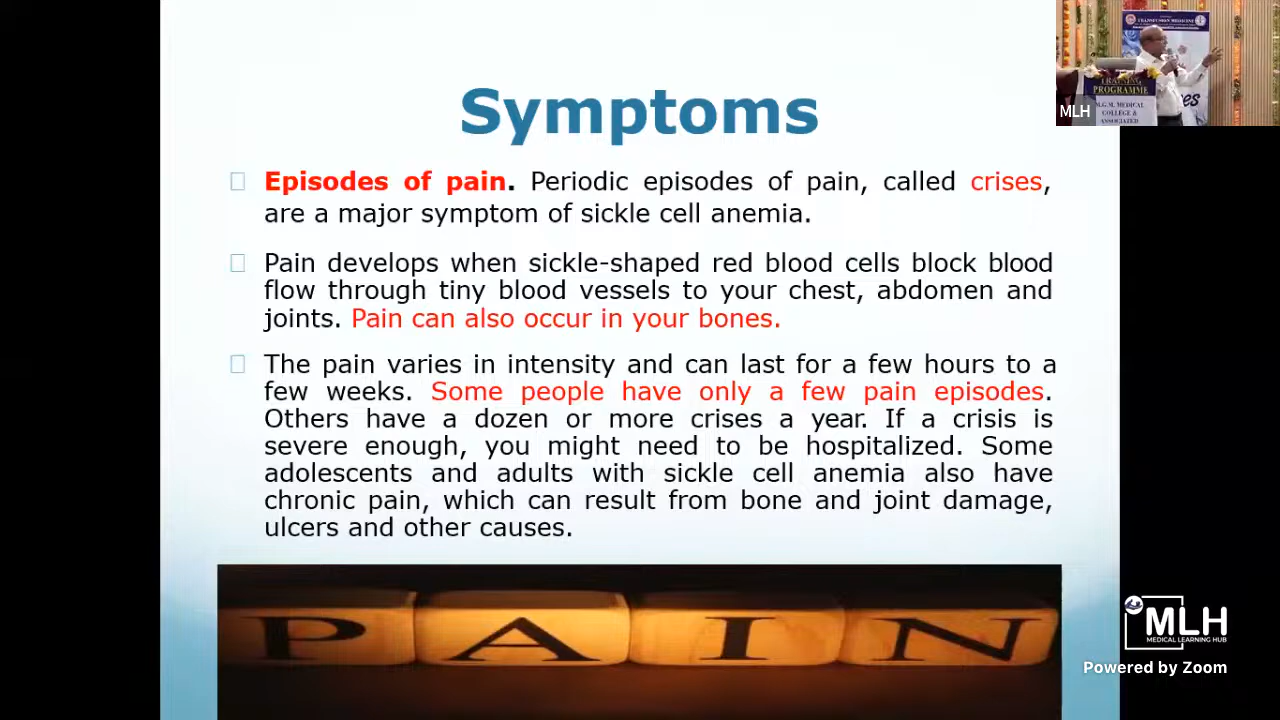 Symptoms
Episodes of pain. Periodic episodes of pain, called crises,
are a major symptom of sickle cell anemia.
Pain develops when sickle-shaped red blood cells block blood
flow through tiny blood vessels to your chest, abdomen and
joints. Pain can also occur in your bones.
The pain varies in intensity and can last for a few hours to a
few weeks. Some people have only a few pain episodes.
Others have a dozen or more crises a year. If a crisis is
severe enough, you might need to be hospitalized. Some
adolescents and adults with sickle cell anemia also have
chronic pain, which can result from bone and joint damage,
ulcers and other causes.
PAIN
TRANSFUSION MEDICINE
TRAINING
PROGRAMME
M.G.M. MEDICAL
COLLEGE &
ASSOCIATED
MLH
MLH
MEDICAL LEARNING HUB
Powered by Zoom